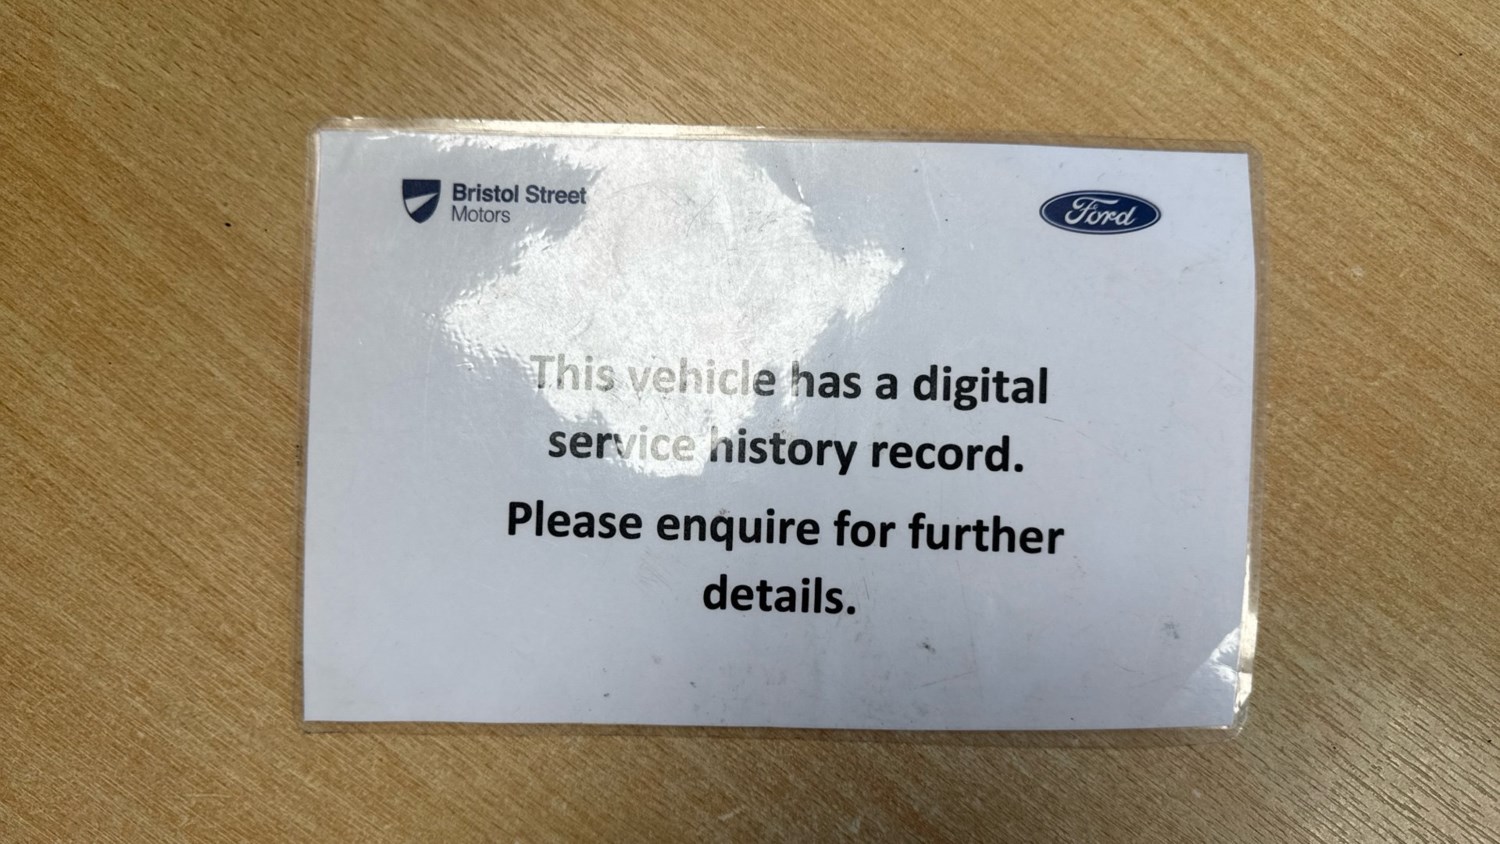 Bristol Street
Motors
Ford
This vehicle has a digital
service history record.
Please enquire for further
details.